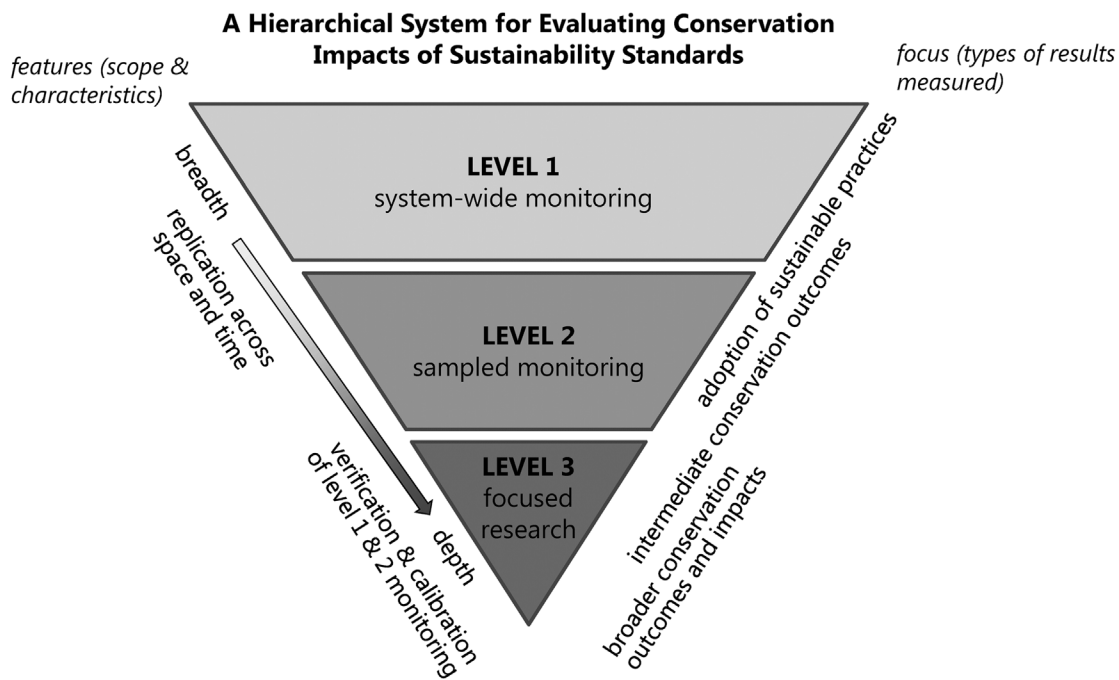 A Hierarchical System for Evaluating Conservation
Impacts of Sustainability Standards
features (scope &
characteristics)
focus (types of results
measured)
LEVEL 1
system-wide monitoring
LEVEL 2
sampled monitoring
LEVEL 3
focused
research
breadth
replication across
space and time
verification & calibration
of level 1 & 2 monitoring
depth
adoption of sustainable practices
intermediate conservation outcomes
broader conservation
outcomes and impacts